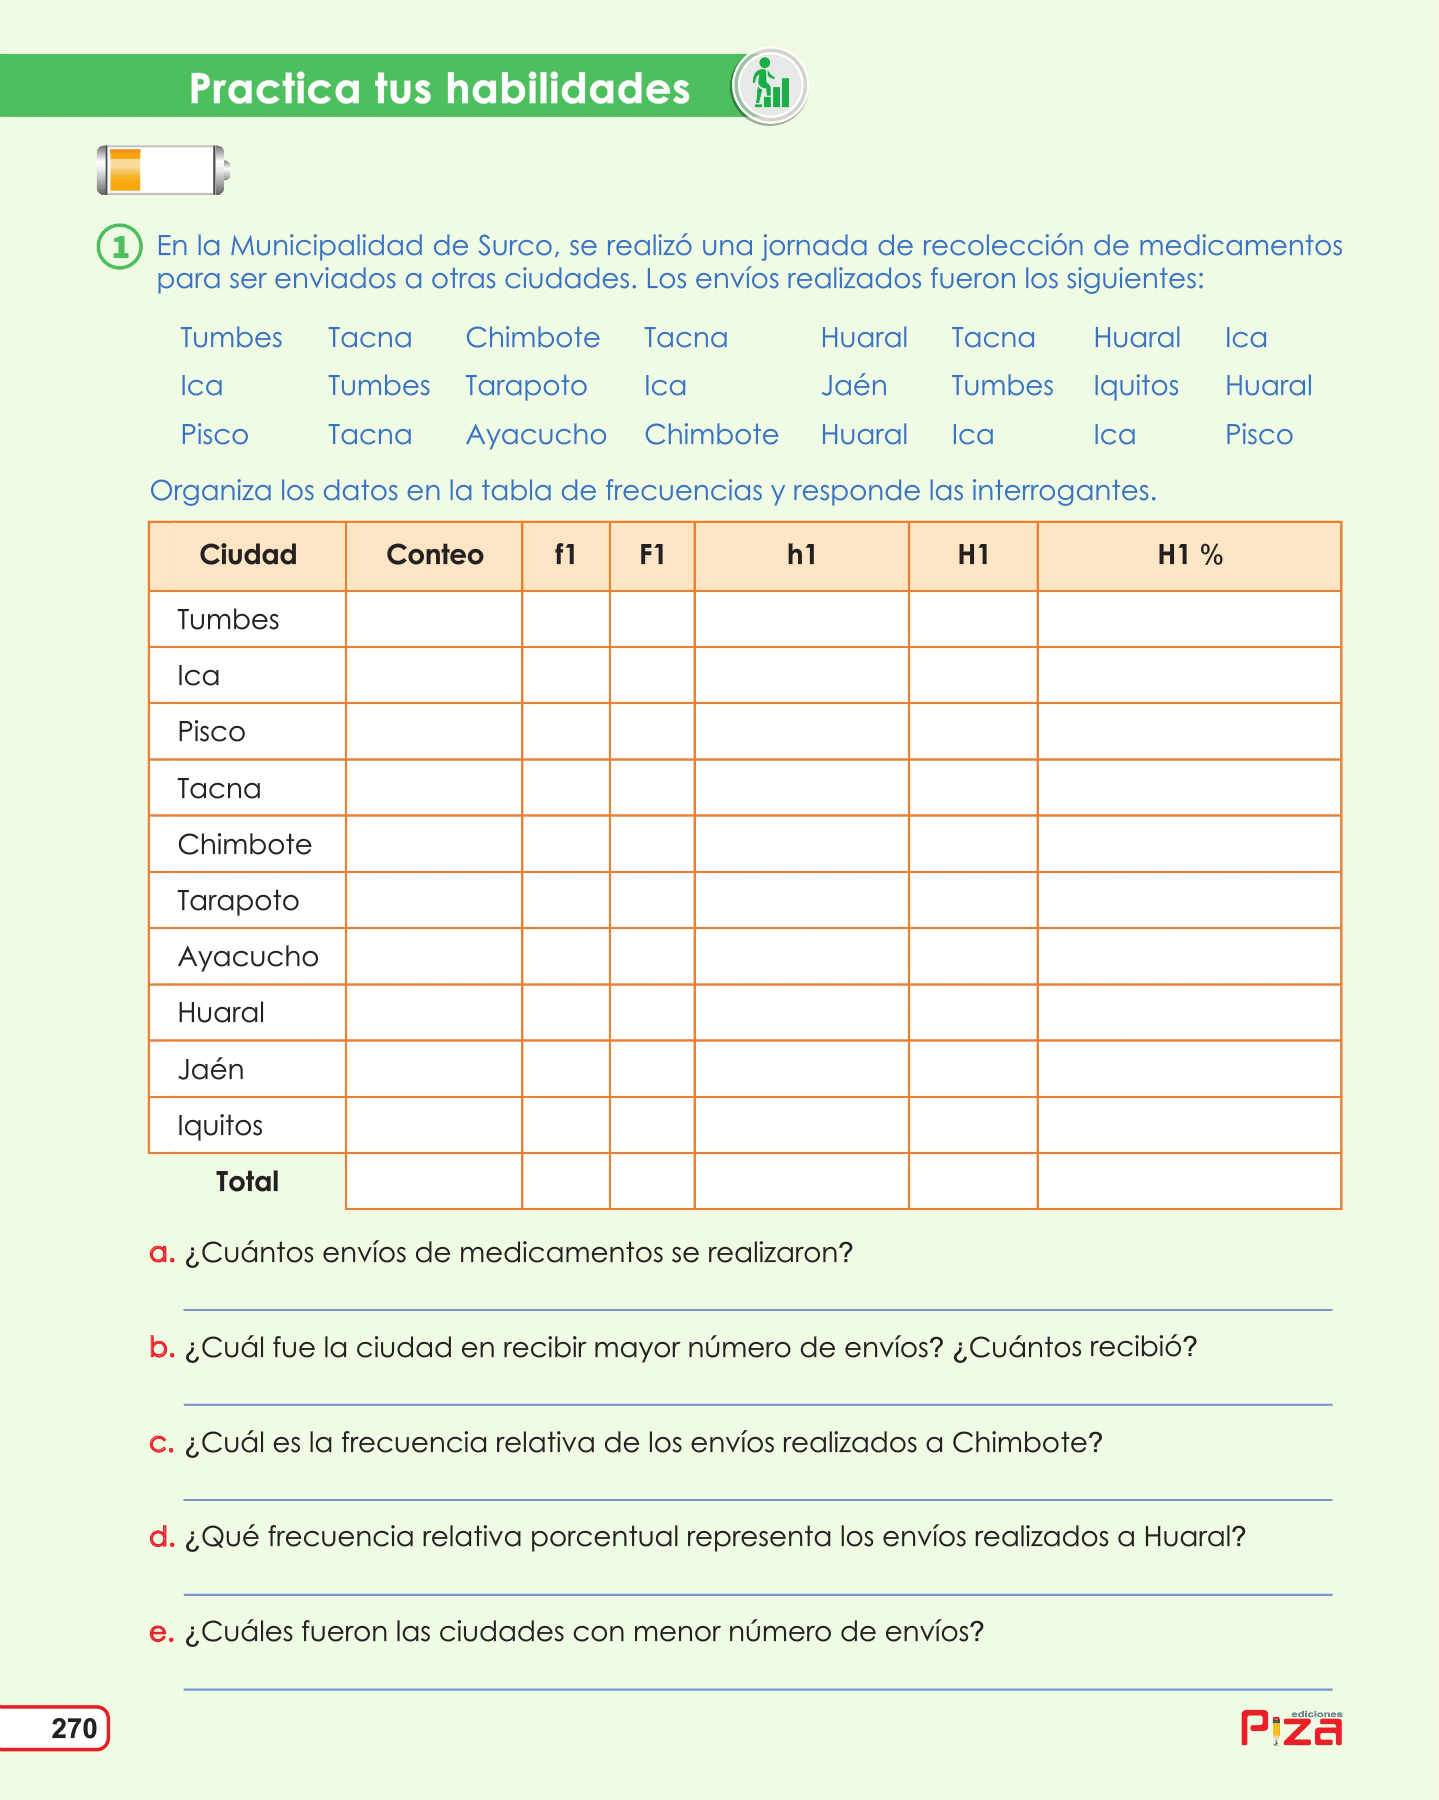 Practica tus habilidades
1 En la Municipalidad de Surco, se realizó una jornada de recolección de medicamentos
para ser enviados a otras ciudades. Los envíos realizados fueron los siguientes:
Tumbes Tacna Chimbote Tacna Huaral Tacna Huaral Ica
Ica Tumbes Tarapoto Ica Jaén Tumbes Iquitos Huaral
Pisco Tacna Ayacucho Chimbote Huaral Ica Ica Pisco
Organiza los datos en la tabla de frecuencias y responde las interrogantes.
Ciudad Conteo f1 F1 h1 H1 H1 %
Tumbes
Ica
Pisco
Tacna
Chimbote
Tarapoto
Ayacucho
Huaral
Jaén
Iquitos
Total
a. ¿Cuántos envíos de medicamentos se realizaron?
b. ¿Cuál fue la ciudad en recibir mayor número de envíos? ¿Cuántos recibió?
c. ¿Cuál es la frecuencia relativa de los envíos realizados a Chimbote?
d. ¿Qué frecuencia relativa porcentual representa los envíos realizados a Huaral?
e. ¿Cuáles fueron las ciudades con menor número de envíos?
270
ediciones
Piza